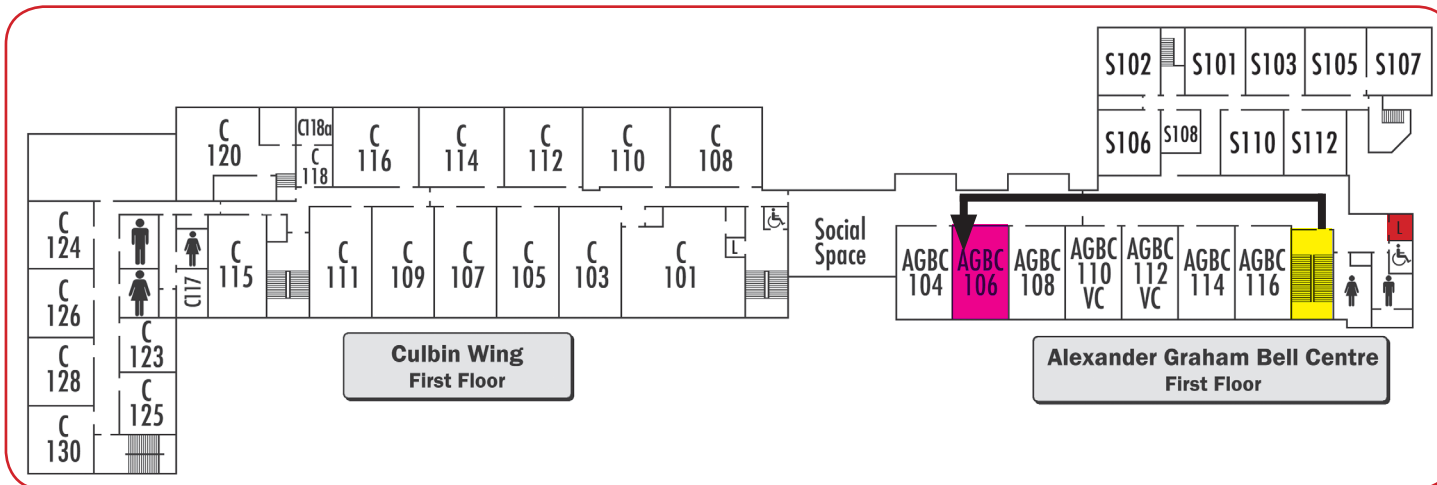 S102
S101
S103
S105
S107
S106
S108
S110
S112
C
120
C118a
C
118
C
116
C
114
C
112
C
110
C
108
C
124
C
126
C
128
C
130
C117
C
115
C
123
C
125
C
111
C
109
C
107
C
105
C
103
C
101
L
Social
Space
AGBC
104
AGBC
106
AGBC
108
AGBC
110
VC
AGBC
112
VC
AGBC
114
AGBC
116
L
Culbin Wing
First Floor
Alexander Graham Bell Centre
First Floor